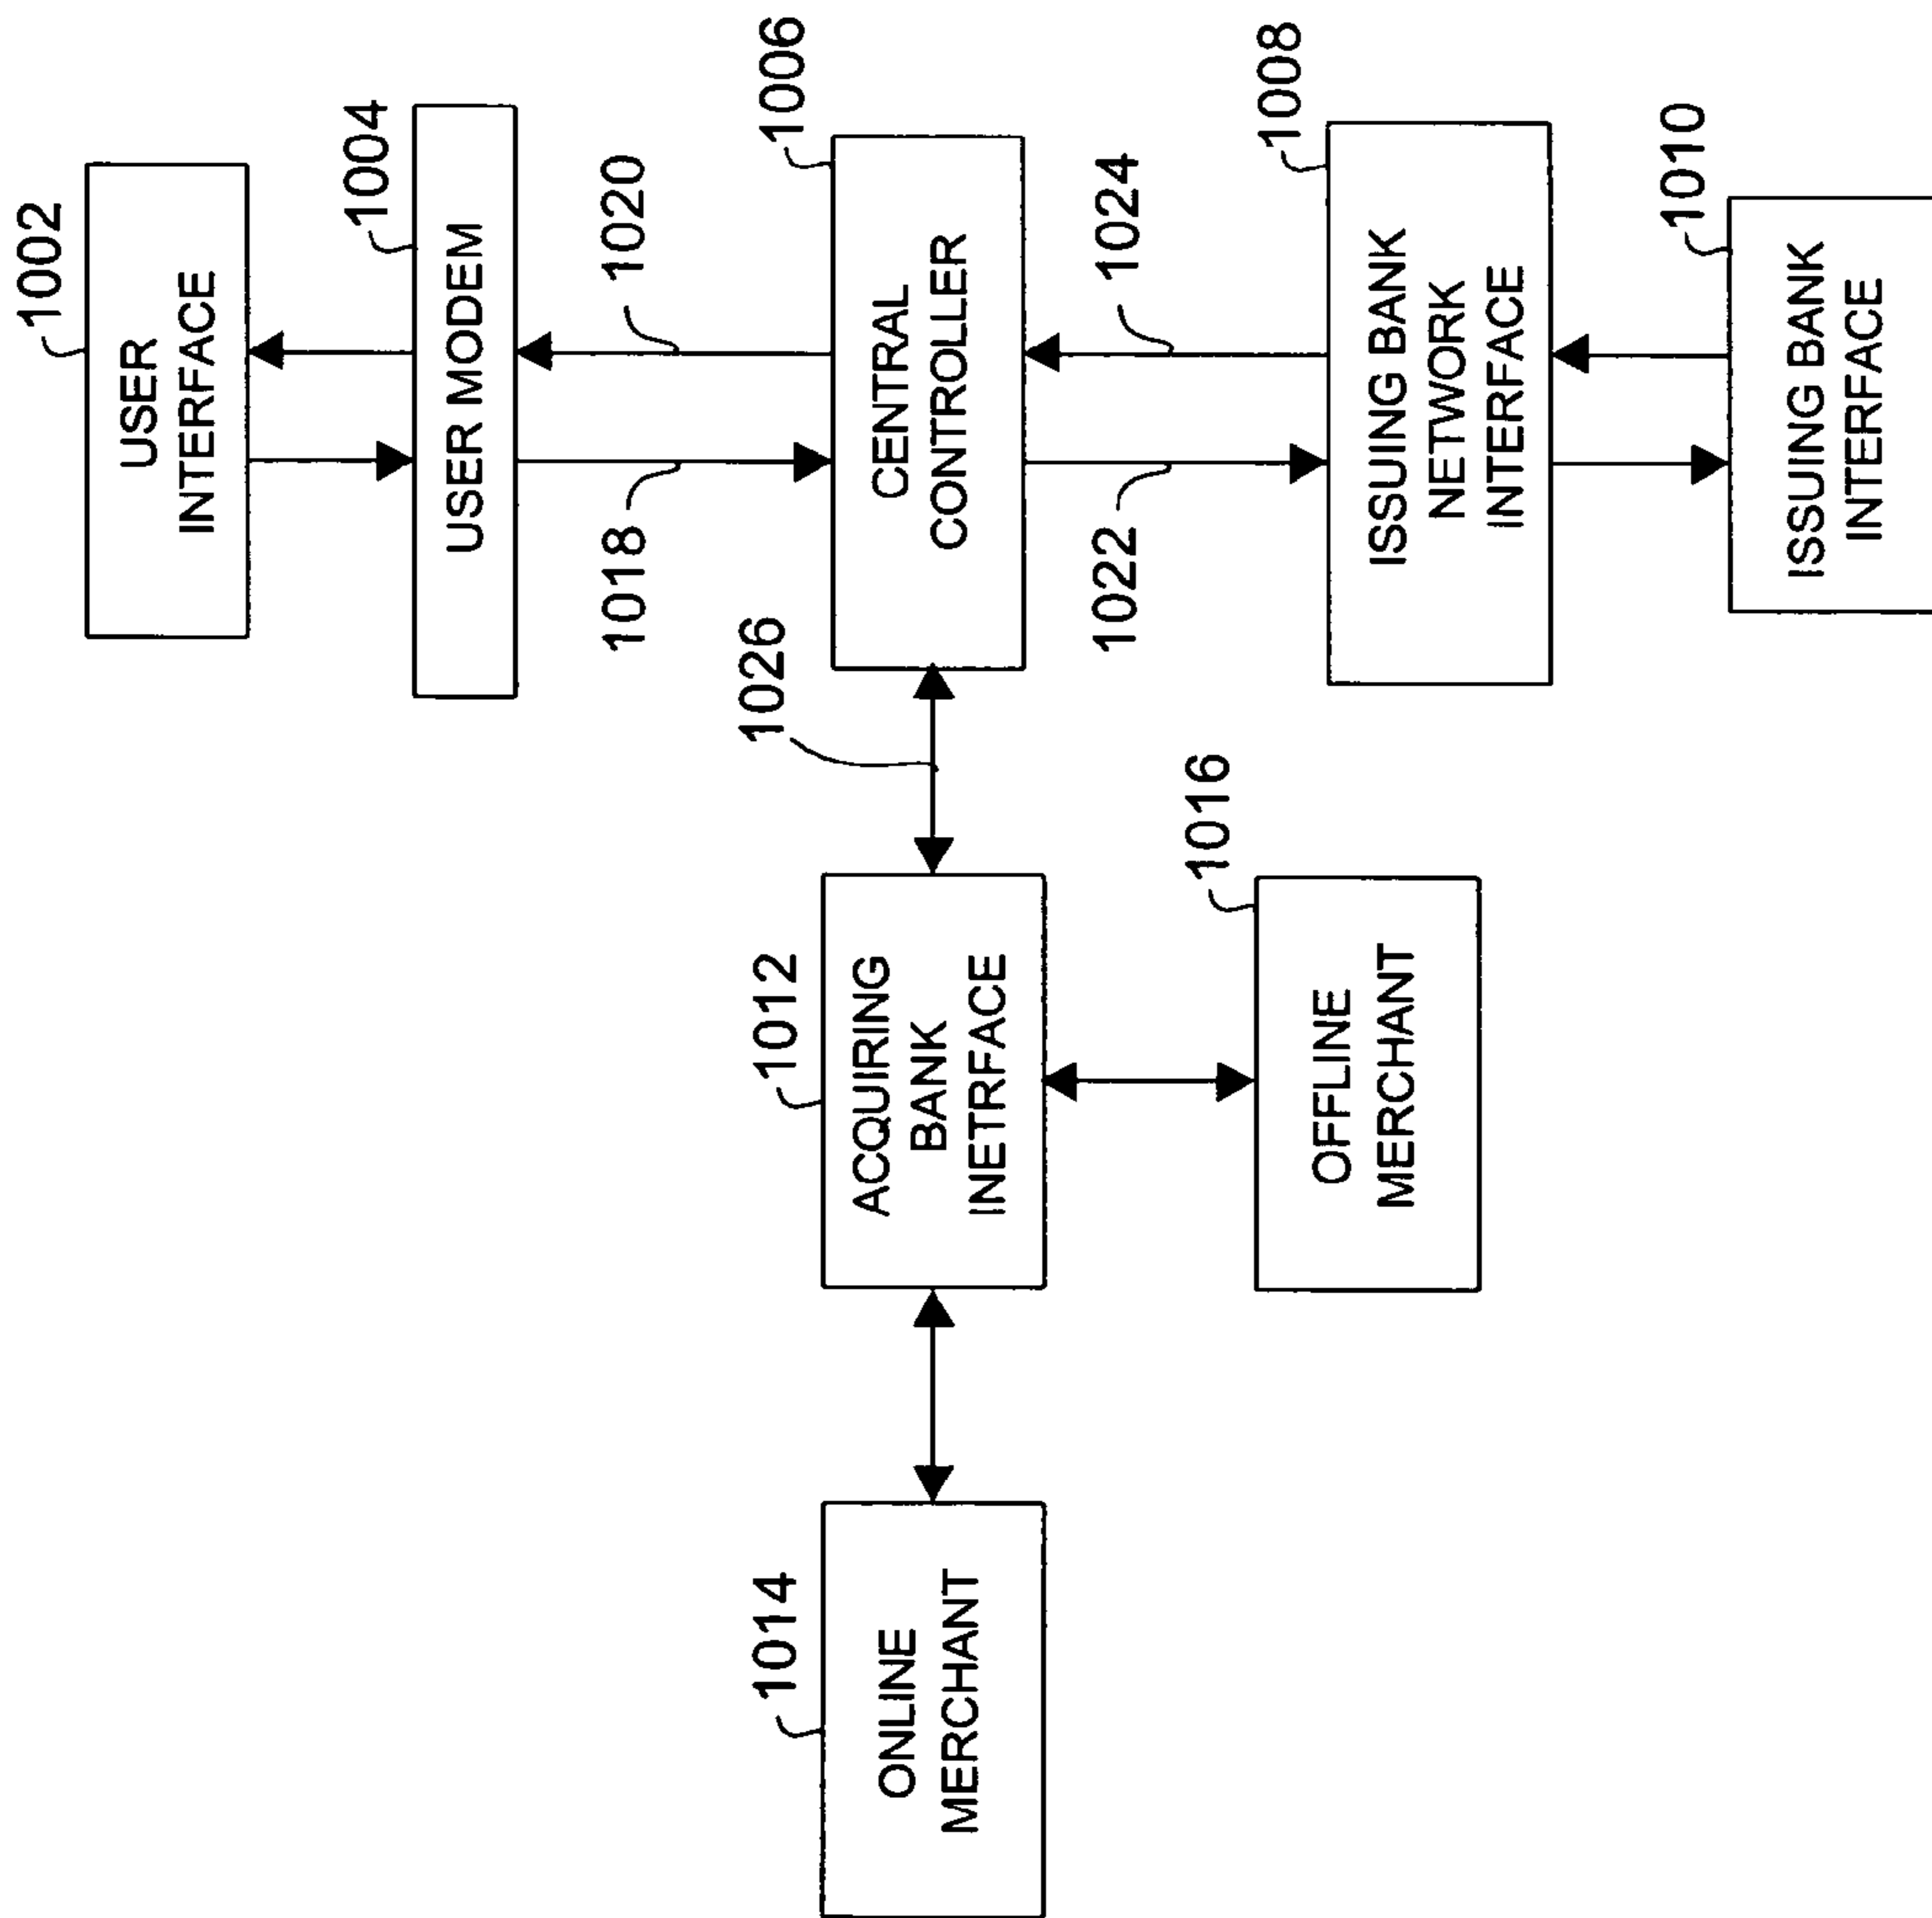 1002
USER
INTERFACE
1004
USER MODEM
1018
1020
1006
CENTRAL
CONTROLLER
1026
1022
1024
1008
ISSUING BANK
NETWORK
INTERFACE
1010
ISSUING BANK
INTERFACE
1012
ACQUIRING
BANK
INETRFACE
1016
OFFLINE
MERCHANT
1014
ONLINE
MERCHANT